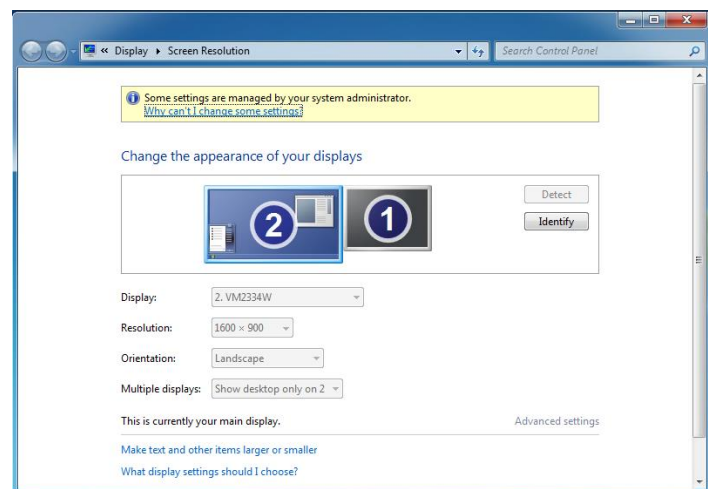 « Display ▸ Screen Resolution
Search Control Panel
Some settings are managed by your system administrator.
Why can't I change some settings?
Change the appearance of your displays
2
1
Detect
Identify
Display: 2. VM2334W
Resolution: 1600 × 900
Orientation: Landscape
Multiple displays: Show desktop only on 2
This is currently your main display. Advanced settings
Make text and other items larger or smaller
What display settings should I choose?